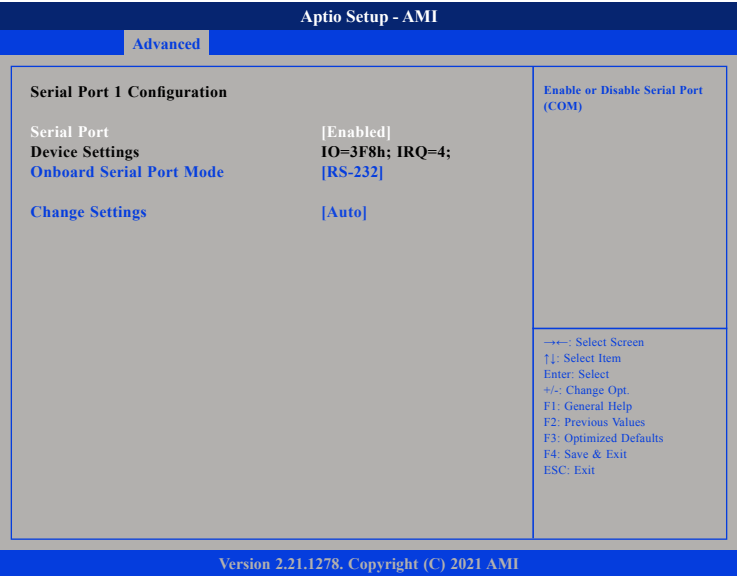 Aptio Setup - AMI
Advanced
Serial Port 1 Configuration
Serial Port [Enabled]
Device Settings IO=3F8h; IRQ=4;
Onboard Serial Port Mode [RS-232]
Change Settings [Auto]
Enable or Disable Serial Port
(COM)
→←: Select Screen
↑↓: Select Item
Enter: Select
+/-: Change Opt.
F1: General Help
F2: Previous Values
F3: Optimized Defaults
F4: Save & Exit
ESC: Exit
Version 2.21.1278. Copyright (C) 2021 AMI